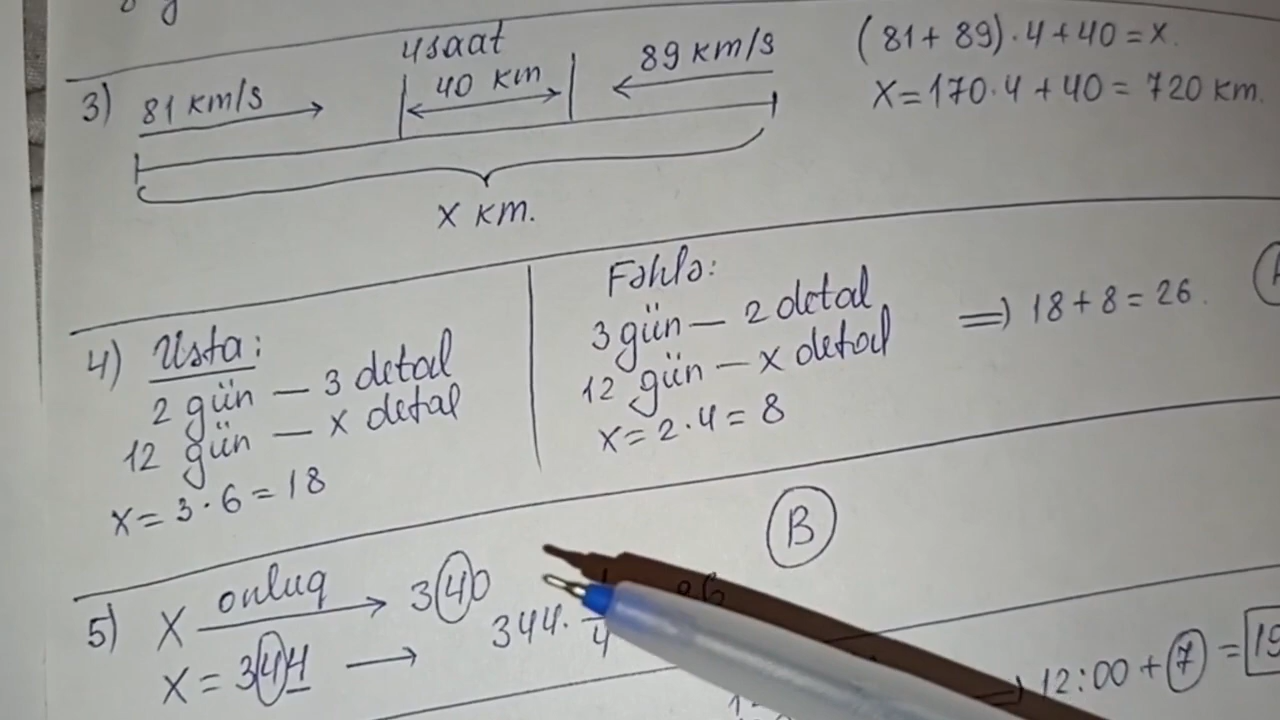 3) 81 km/s
4 saat
40 km
89 km/s
x km.
(81 + 89) · 4 + 40 = x.
x = 170 · 4 + 40 = 720 km.
4) Usta:
2 gün — 3 detal
12 gün — x detal
x = 3 · 6 = 18
Fəhlə:
3 gün — 2 detal
12 gün — x detal
x = 2 · 4 = 8
=> 18 + 8 = 26.
B
5) X onluq → 340
x = 344 → 344 ·
=> 12:00 + 7 =